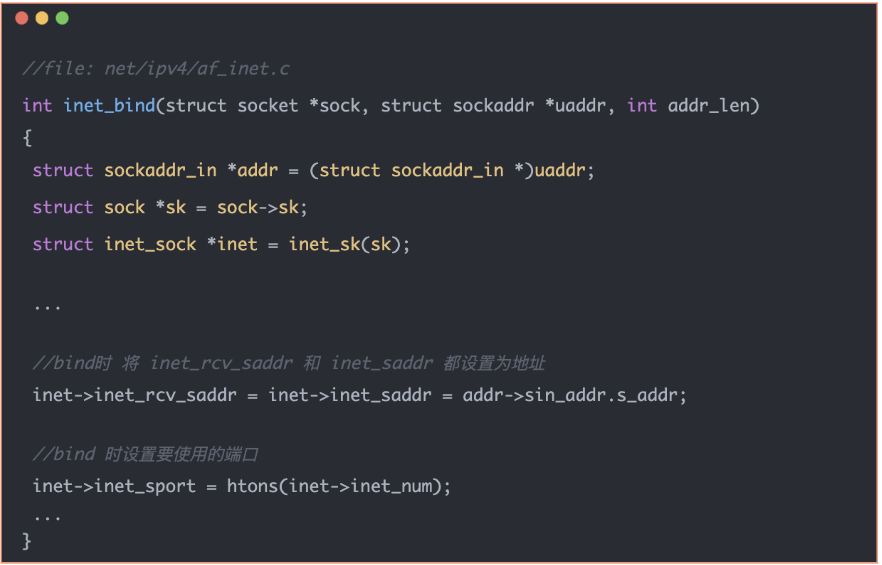 //file: net/ipv4/af_inet.c
int inet_bind(struct socket *sock, struct sockaddr *uaddr, int addr_len)
{
struct sockaddr_in *addr = (struct sockaddr_in *)uaddr;
struct sock *sk = sock->sk;
struct inet_sock *inet = inet_sk(sk);
...
//bind时 将 inet_rcv_saddr 和 inet_saddr 都设置为地址
inet->inet_rcv_saddr = inet->inet_saddr = addr->sin_addr.s_addr;
//bind 时设置要使用的端口
inet->inet_sport = htons(inet->inet_num);
...
}